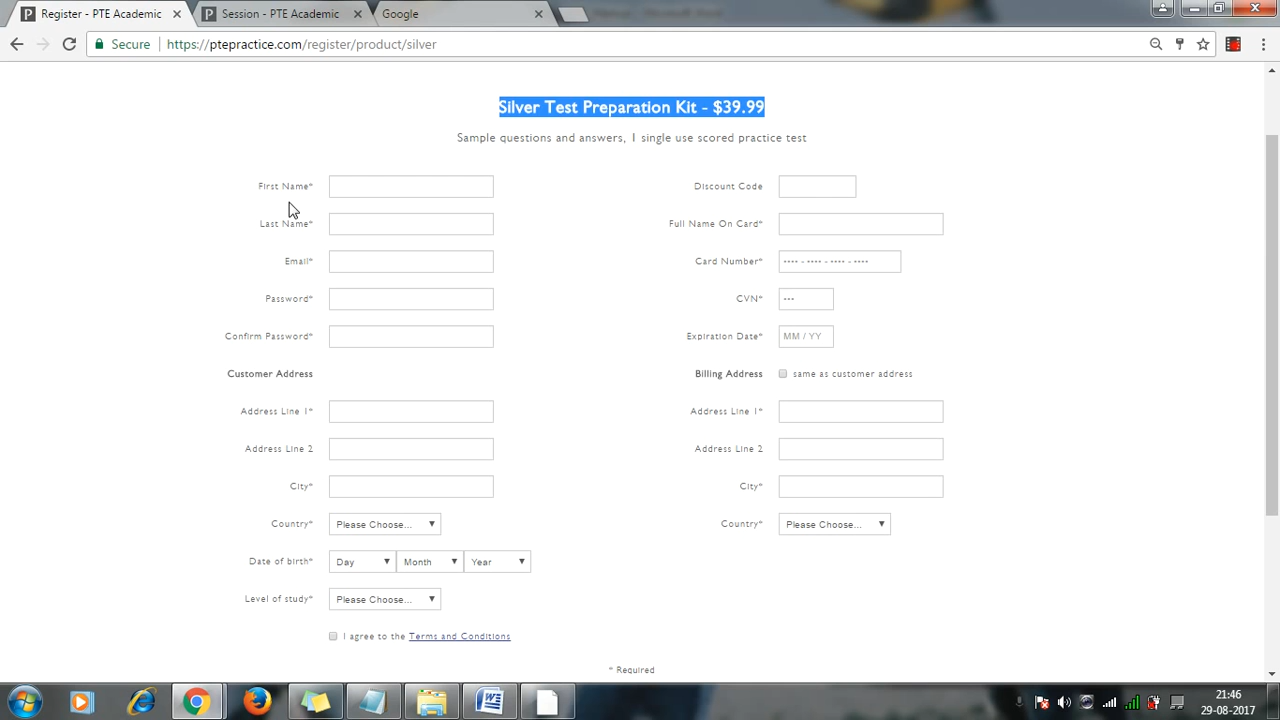 Register - PTE Academic
Session - PTE Academic
Google
Secure
https://ptepractice.com/register/product/silver
Silver Test Preparation Kit - $39.99
Sample questions and answers, 1 single use scored practice test
First Name*
Discount Code
Last Name*
Full Name On Card*
Email*
Card Number*
---- - ---- - ---- - ----
Password*
CVN*
---
Confirm Password*
Expiration Date*
MM / YY
Customer Address
Billing Address
same as customer address
Address Line 1*
Address Line 1*
Address Line 2
Address Line 2
City*
City*
Country*
Please Choose...
Country*
Please Choose...
Date of birth*
Day
Month
Year
Level of study*
Please Choose...
I agree to the Terms and Conditions
* Required
21:46
29-08-2017